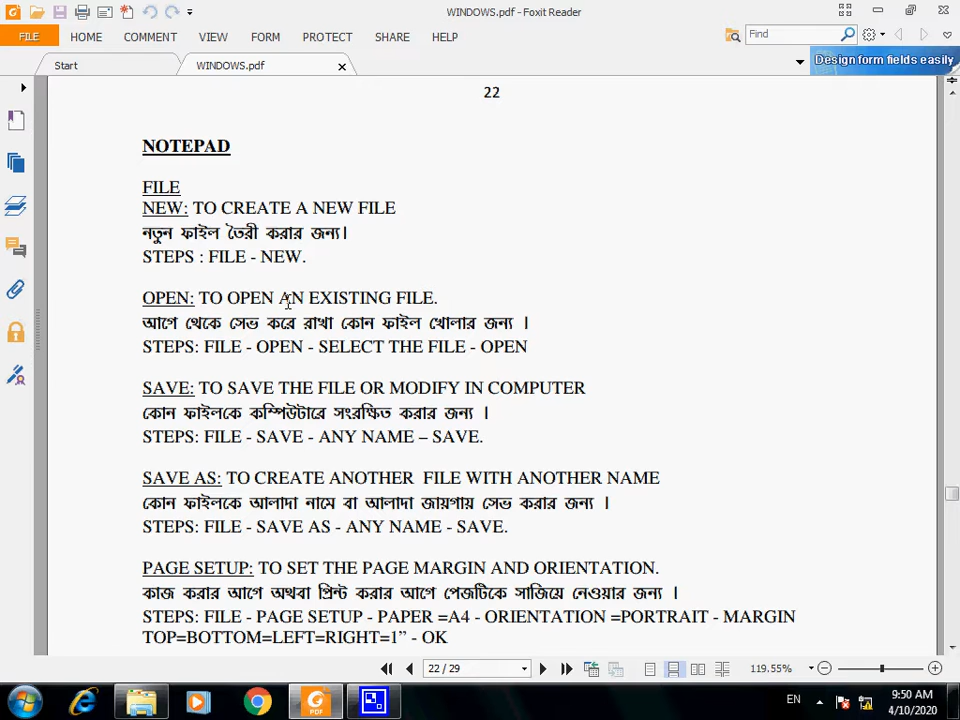 WINDOWS.pdf - Foxit Reader
FILE HOME COMMENT VIEW FORM PROTECT SHARE HELP Find
Start WINDOWS.pdf Design form fields easily
22
NOTEPAD
FILE
NEW: TO CREATE A NEW FILE
নতুন ফাইল তৈরী করার জন্য।
STEPS : FILE - NEW.
OPEN: TO OPEN AN EXISTING FILE.
আগে থেকে সেভ করে রাখা কোন ফাইল খোলার জন্য ।
STEPS: FILE - OPEN - SELECT THE FILE - OPEN
SAVE: TO SAVE THE FILE OR MODIFY IN COMPUTER
কোন ফাইলকে কম্পিউটারে সংরক্ষিত করার জন্য ।
STEPS: FILE - SAVE - ANY NAME – SAVE.
SAVE AS: TO CREATE ANOTHER FILE WITH ANOTHER NAME
কোন ফাইলকে আলাদা নামে বা আলাদা জায়গায় সেভ করার জন্য ।
STEPS: FILE - SAVE AS - ANY NAME - SAVE.
PAGE SETUP: TO SET THE PAGE MARGIN AND ORIENTATION.
কাজ করার আগে অথবা প্রিন্ট করার আগে পেজটিকে সাজিয়ে নেওয়ার জন্য ।
STEPS: FILE - PAGE SETUP - PAPER =A4 - ORIENTATION =PORTRAIT - MARGIN
TOP=BOTTOM=LEFT=RIGHT=1” - OK
22 / 29 119.55%
EN 9:50 AM
4/10/2020